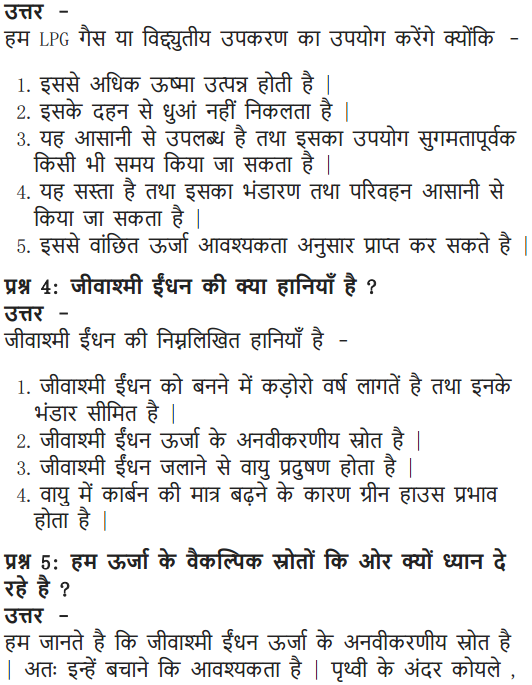 उत्तर -
हम LPG गैस या विद्द्युतीय उपकरण का उपयोग करेंगे क्योंकि -
1. इससे अधिक ऊष्मा उत्पन्न होती है |
2. इसके दहन से धुआं नहीं निकलता है |
3. यह आसानी से उपलब्ध है तथा इसका उपयोग सुगमतापूर्वक
किसी भी समय किया जा सकता है |
4. यह सस्ता है तथा इसका भंडारण तथा परिवहन आसानी से
किया जा सकता है |
5. इससे वांछित ऊर्जा आवश्यकता अनुसार प्राप्त कर सकते है |
प्रश्न 4: जीवाश्मी ईंधन की क्या हानियाँ है ?
उत्तर -
जीवाश्मी ईंधन की निम्नलिखित हानियाँ है -
1. जीवाश्मी ईंधन को बनने में कड़ोरो वर्ष लागतें है तथा इनके
भंडार सीमित है |
2. जीवाश्मी ईंधन ऊर्जा के अनवीकरणीय स्रोत है |
3. जीवाश्मी ईंधन जलाने से वायु प्रदुषण होता है |
4. वायु में कार्बन की मात्र बढ़ने के कारण ग्रीन हाउस प्रभाव
होता है |
प्रश्न 5: हम ऊर्जा के वैकल्पिक स्रोतों कि ओर क्यों ध्यान दे
रहे है ?
उत्तर -
हम जानते है कि जीवाश्मी ईंधन ऊर्जा के अनवीकरणीय स्रोत है
| अतः इन्हें बचाने कि आवश्यकता है | पृथ्वी के अंदर कोयले ,